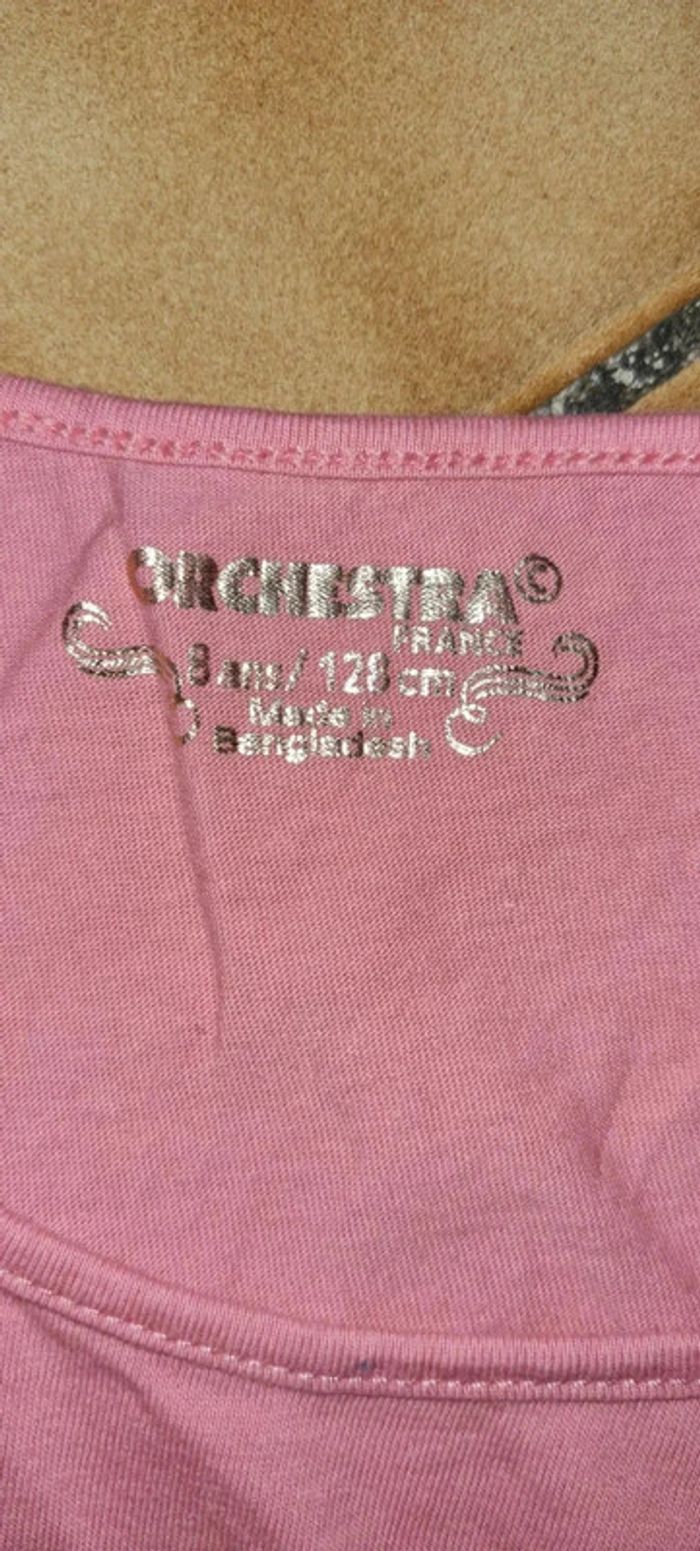 ORCHESTRA©
FRANCE
8 ans / 128 cm
Made in
Bangladesh